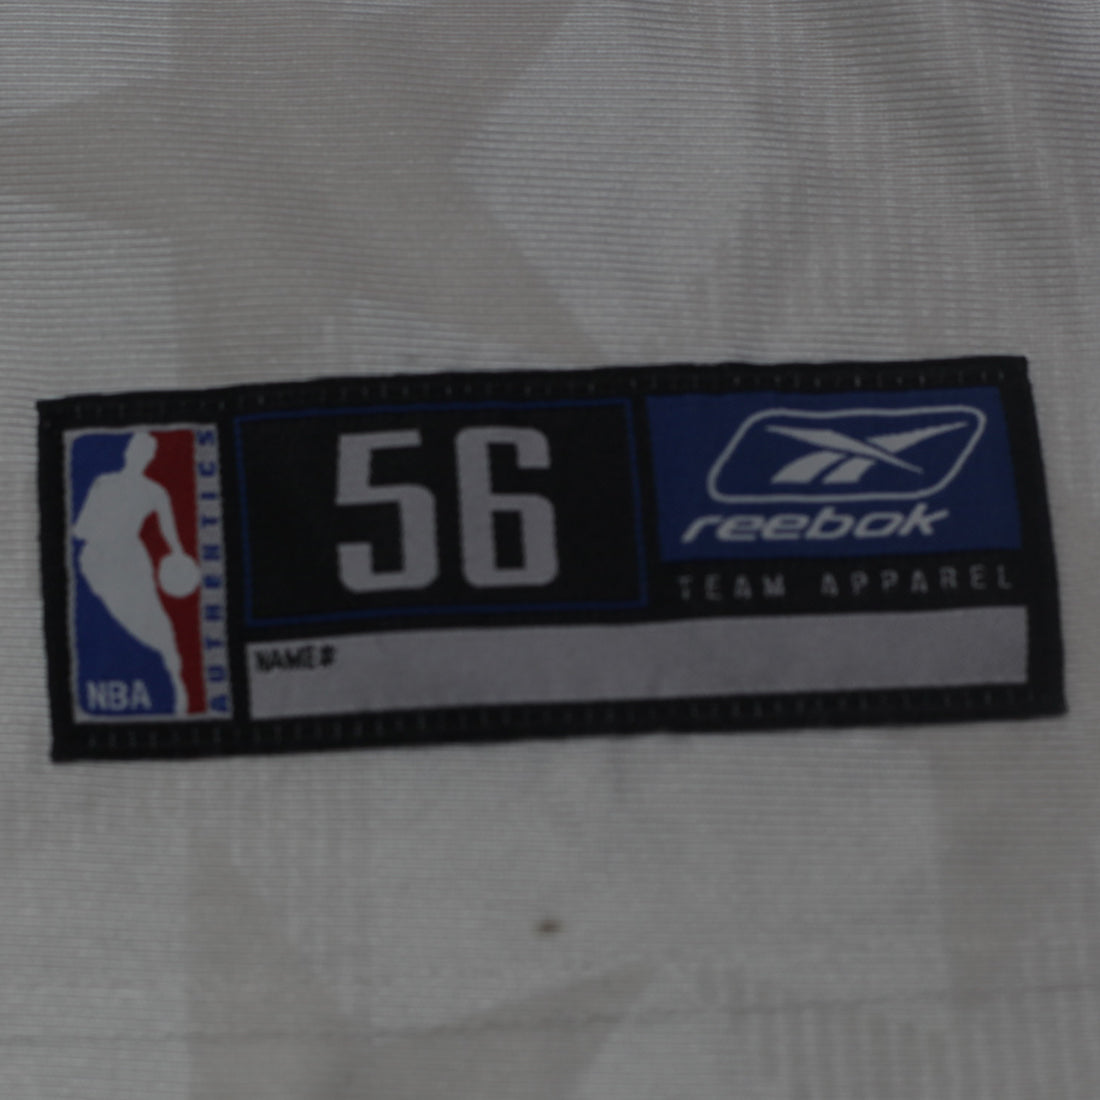 NBA
AUTHENTICS
56
reebok
TEAM APPAREL
NAME#